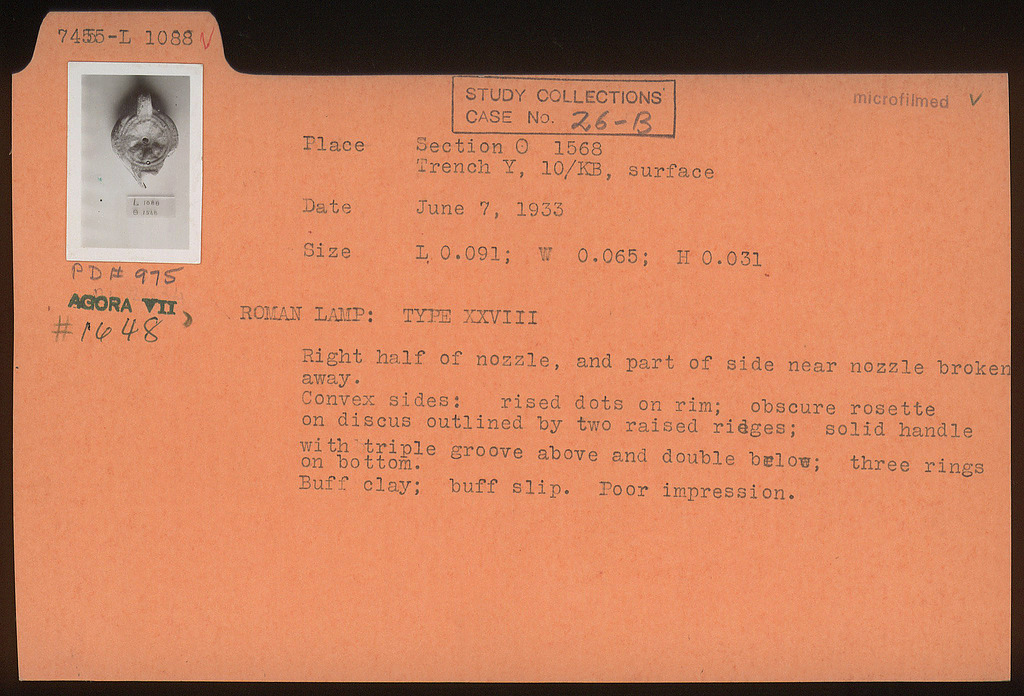 7455-L 1088 √
STUDY COLLECTIONS
CASE No. 26-B
microfilmed √
L 1088
Place Section O 1568
Trench Y, 10/KB, surface
Date June 7, 1933
Size L 0.091; W 0.065; H 0.031
PD# 975
AGORA VII,
#1648
ROMAN LAMP: TYPE XXVIII
Right half of nozzle, and part of side near nozzle broken
away.
Convex sides: rised dots on rim; obscure rosette
on discus outlined by two raised ridges; solid handle
with triple groove above and double below; three rings
on bottom.
Buff clay; buff slip. Poor impression.